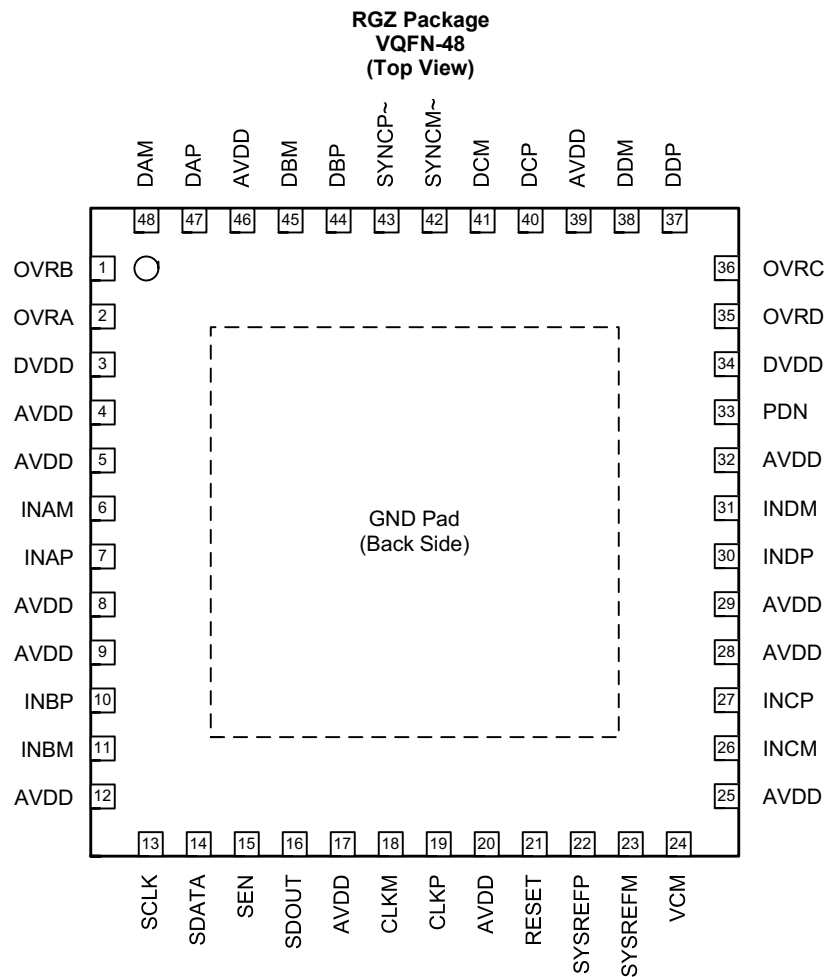 RGZ Package
VQFN-48
(Top View)
DAM
DAP
AVDD
DBM
DBP
SYNCP~
SYNCM~
DCM
DCP
AVDD
DDM
DDP
48
47
46
45
44
43
42
41
40
39
38
37
OVRB 1
OVRA 2
DVDD 3
AVDD 4
AVDD 5
INAM 6
INAP 7
AVDD 8
AVDD 9
INBP 10
INBM 11
AVDD 12
GND Pad
(Back Side)
36 OVRC
35 OVRD
34 DVDD
33 PDN
32 AVDD
31 INDM
30 INDP
29 AVDD
28 AVDD
27 INCP
26 INCM
25 AVDD
13
14
15
16
17
18
19
20
21
22
23
24
SCLK
SDATA
SEN
SDOUT
AVDD
CLKM
CLKP
AVDD
RESET
SYSREFP
SYSREFM
VCM